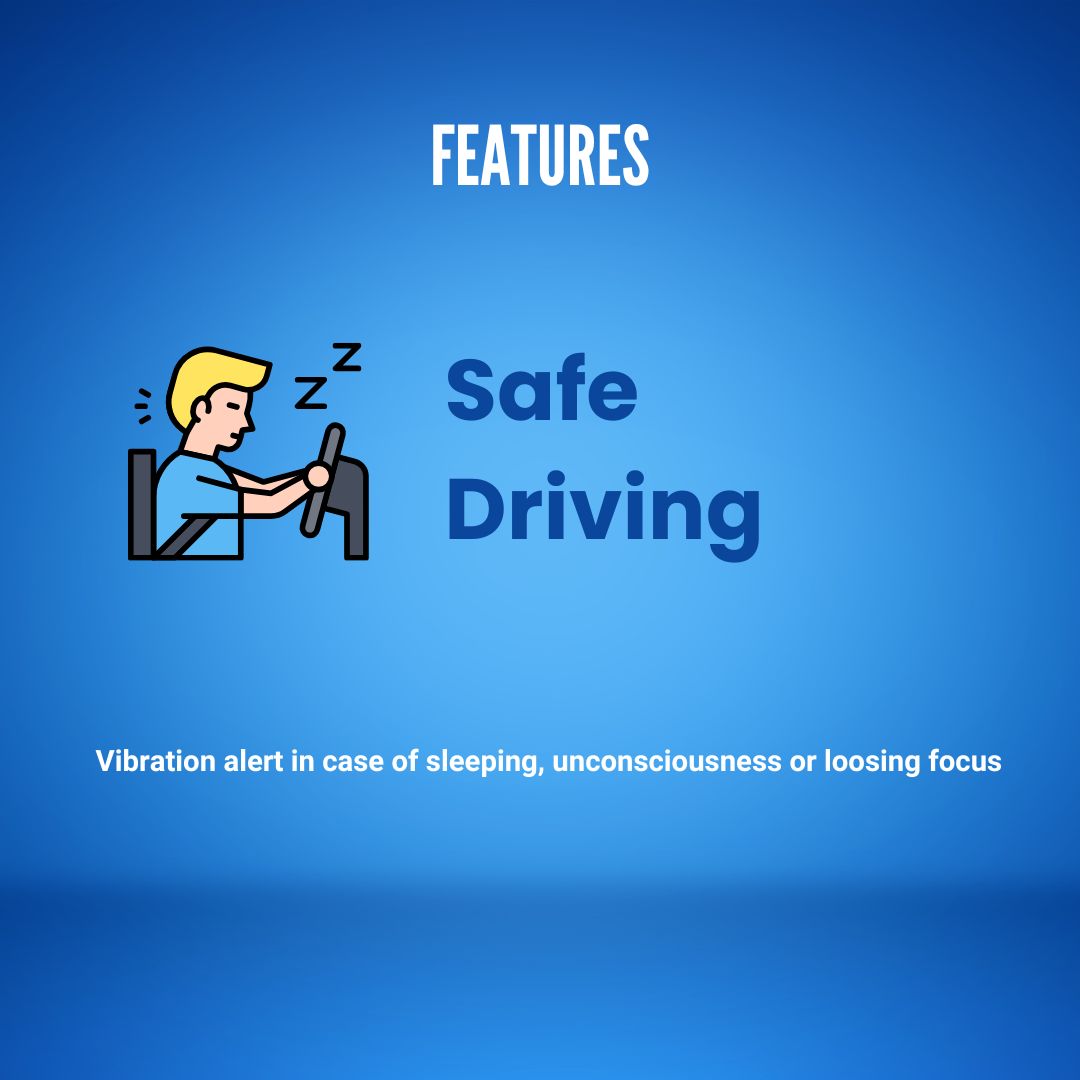 FEATURES
Z
Z
Safe
Driving
Vibration alert in case of sleeping, unconsciousness or loosing focus